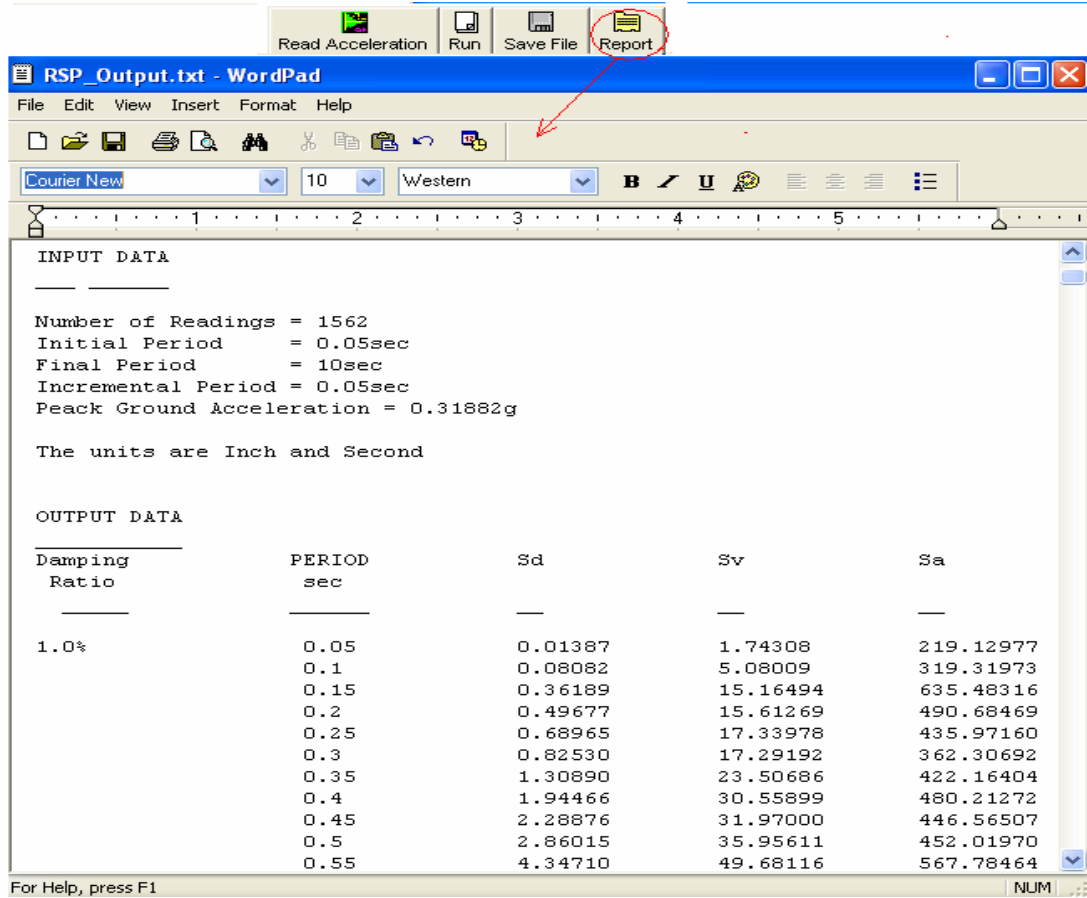 Read Acceleration Run Save File Report
RSP_Output.txt - WordPad
File Edit View Insert Format Help
Courier New 10 Western B U
1 2 3 4 5
INPUT DATA
Number of Readings = 1562
Initial Period = 0.05sec
Final Period = 10sec
Incremental Period = 0.05sec
Peack Ground Acceleration = 0.31882g
The units are Inch and Second
OUTPUT DATA
Damping PERIOD Sd Sv Sa
Ratio sec
1.0% 0.05 0.01387 1.74308 219.12977
0.1 0.08082 5.08009 319.31973
0.15 0.36189 15.16494 635.48316
0.2 0.49677 15.61269 490.68469
0.25 0.68965 17.33978 435.97160
0.3 0.82530 17.29192 362.30692
0.35 1.30890 23.50686 422.16404
0.4 1.94466 30.55899 480.21272
0.45 2.28876 31.97000 446.56507
0.5 2.86015 35.95611 452.01970
0.55 4.34710 49.68116 567.78464
For Help, press F1 NUM